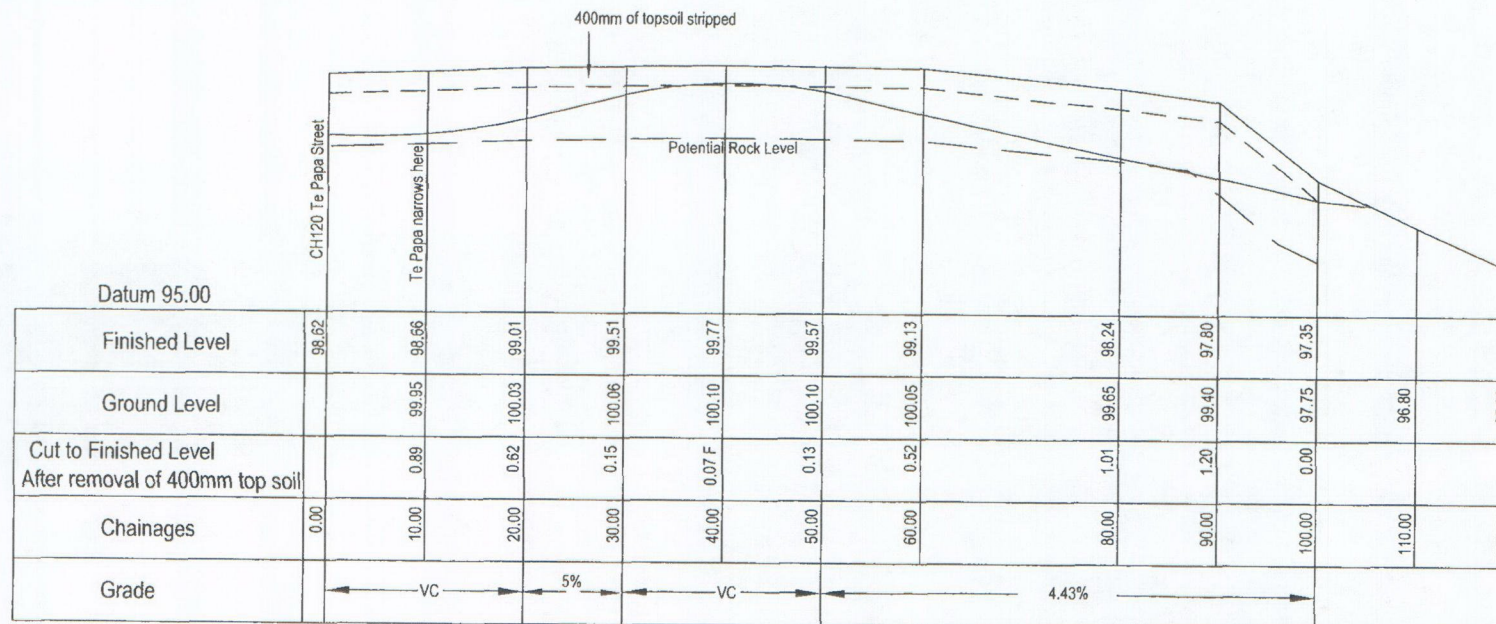 400mm of topsoil stripped
CH120 Te Papa Street
Te Papa narrows here
Potential Rock Level
Datum 95.00
Finished Level 98.62 98.66 99.01 99.51 99.77 99.57 99.13 98.24 97.80 97.35
Ground Level 99.95 100.03 100.06 100.10 100.10 100.05 99.65 99.40 97.75 96.80
Cut to Finished Level
After removal of 400mm top soil 0.89 0.62 0.15 0.07 F 0.13 0.52 1.01 1.20 0.00
Chainages 0.00 10.00 20.00 30.00 40.00 50.00 60.00 80.00 90.00 100.00 110.00
Grade VC 5% VC 4.43%